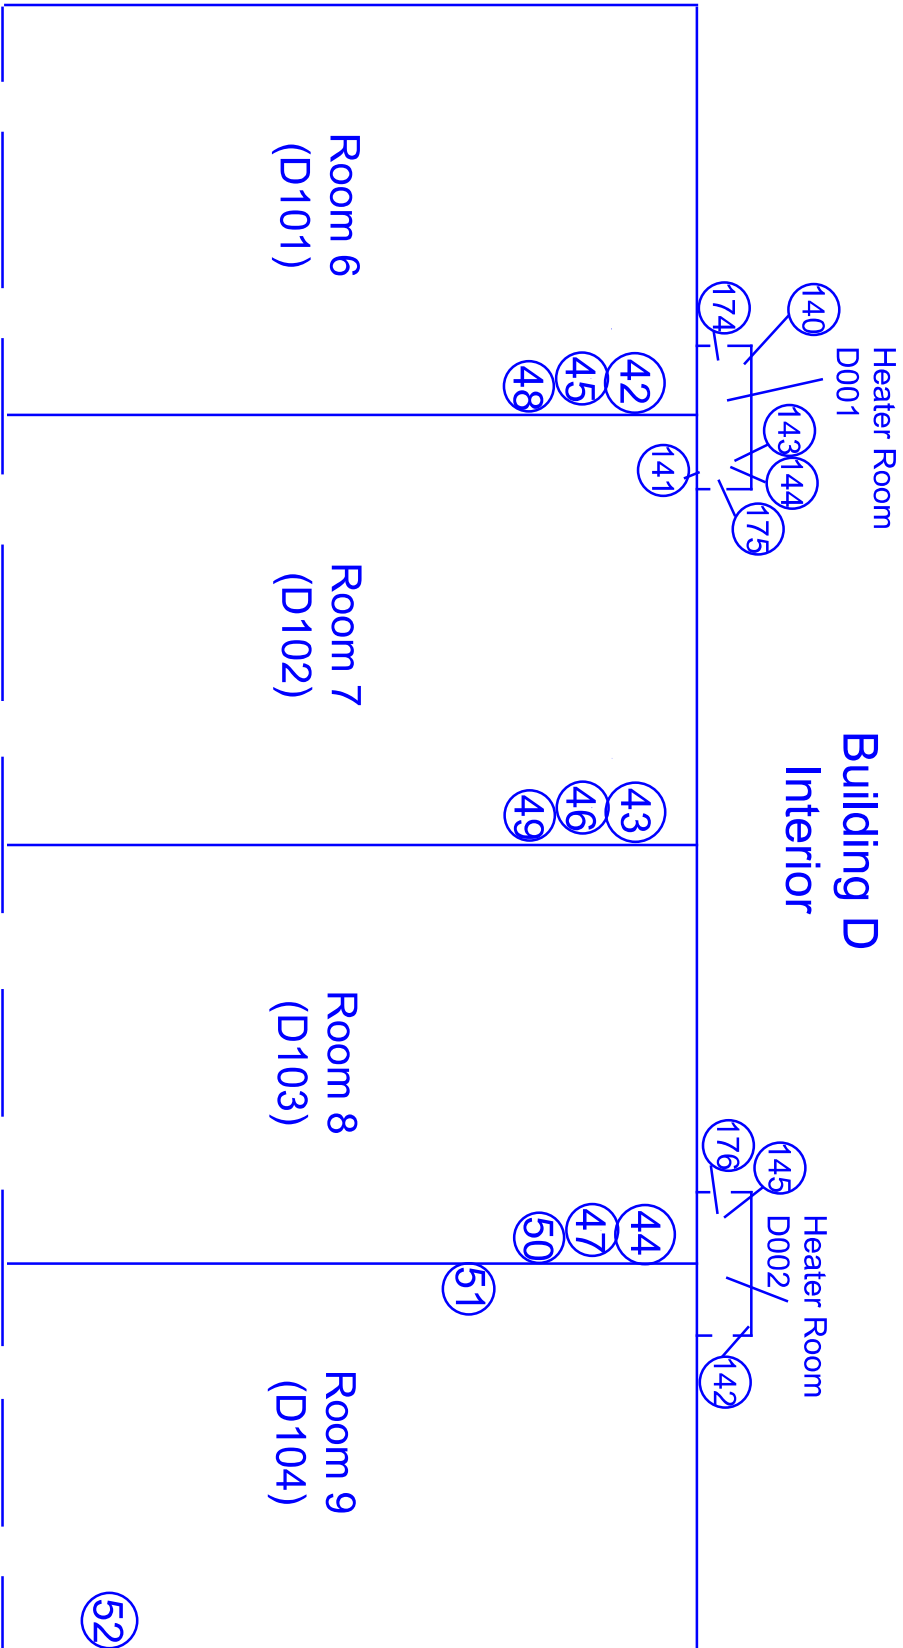 Building D
Interior
Heater Room
D001
Heater Room
D002
140
174
143
144
141
175
176
145
142
42
45
48
43
46
49
44
47
50
51
52
Room 6
(D101)
Room 7
(D102)
Room 8
(D103)
Room 9
(D104)